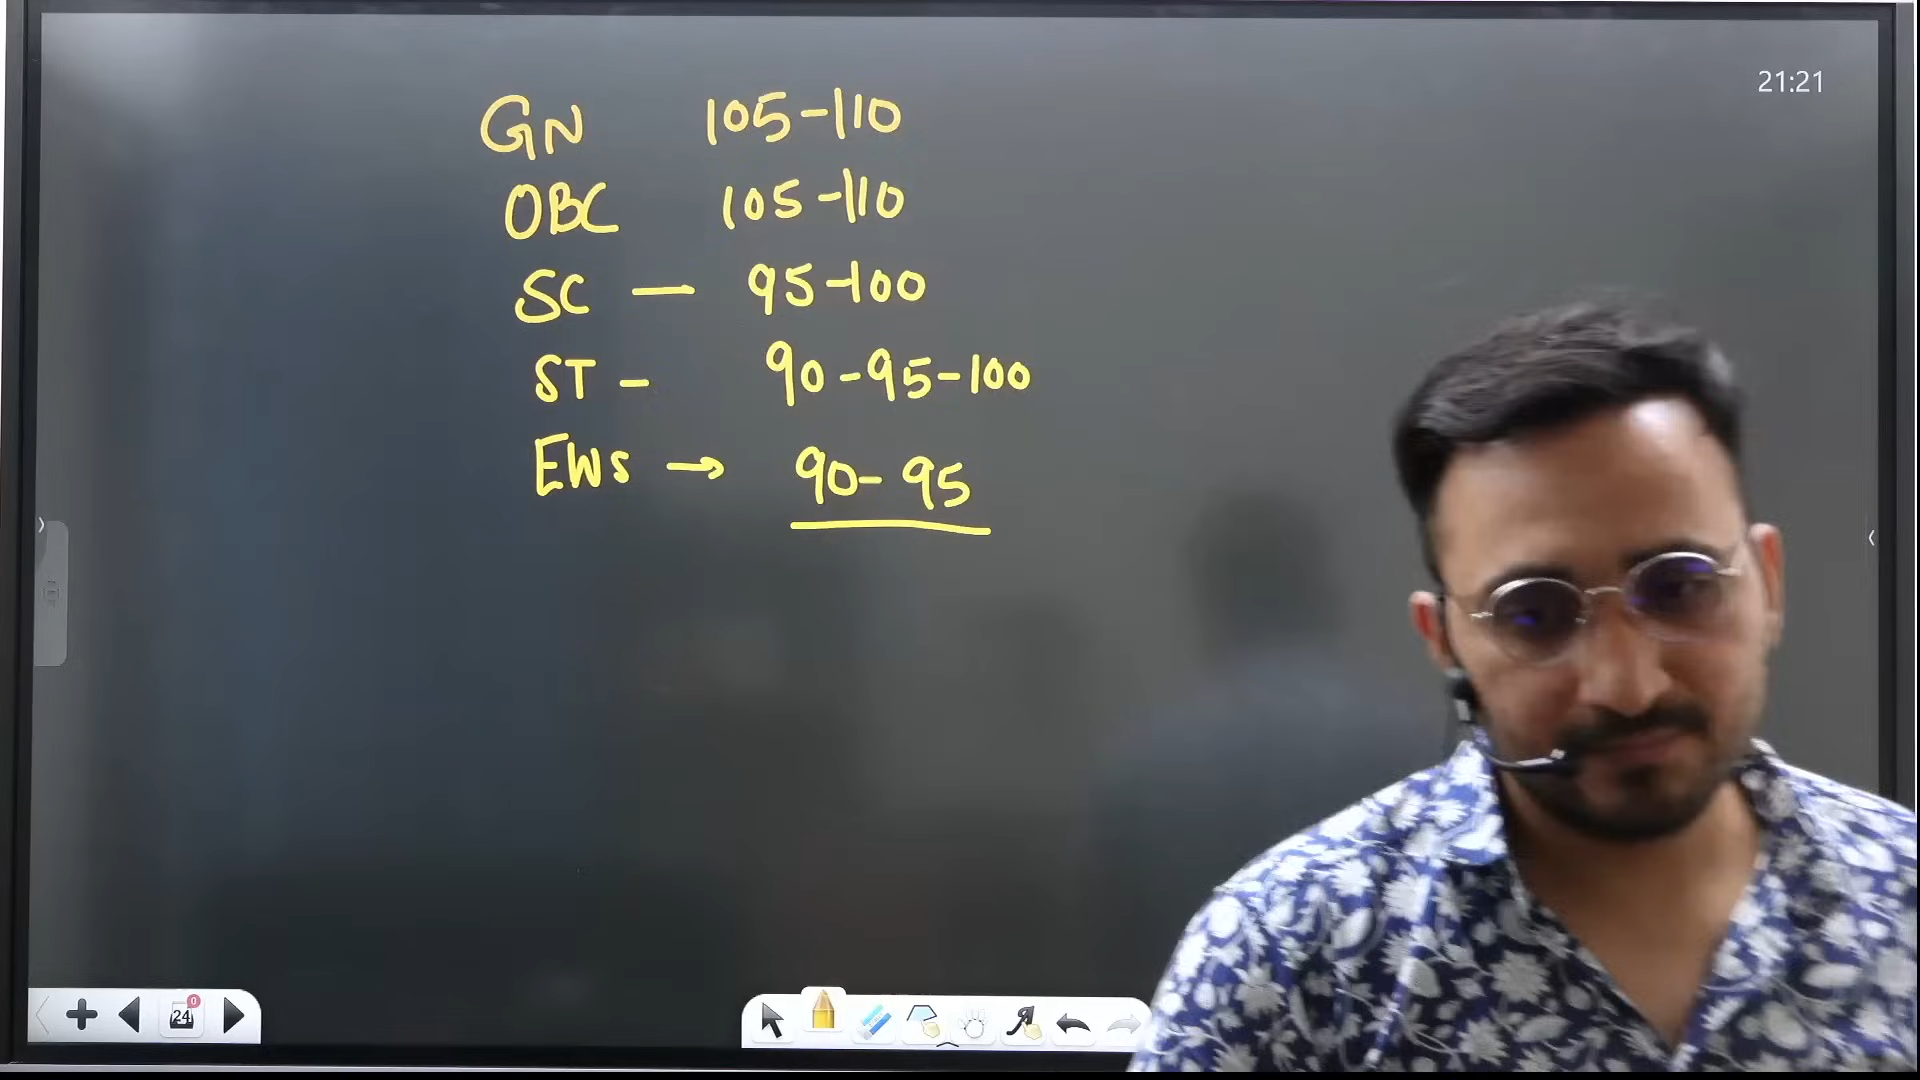 21:21
GN 105-110
OBC 105-110
SC — 95-100
ST - 90-95-100
EWS → 90-95
0
24